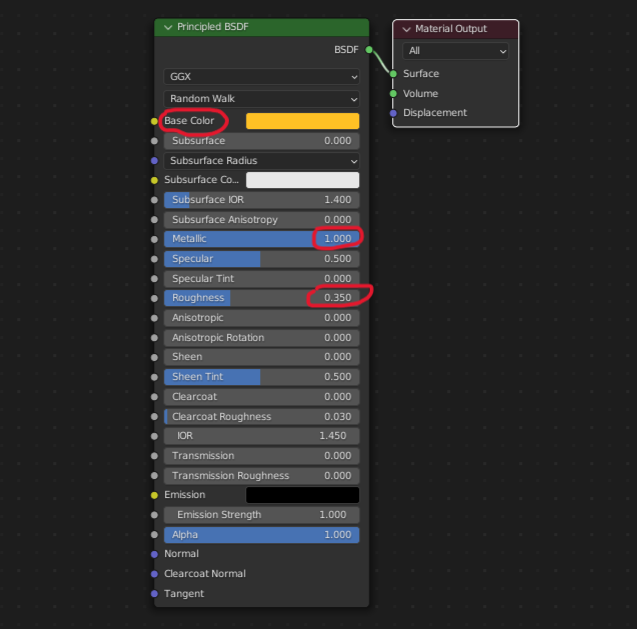 Principled BSDF
BSDF
GGX
Random Walk
Base Color
Subsurface 0.000
Subsurface Radius
Subsurface Co...
Subsurface IOR 1.400
Subsurface Anisotropy 0.000
Metallic 1.000
Specular 0.500
Specular Tint 0.000
Roughness 0.350
Anisotropic 0.000
Anisotropic Rotation 0.000
Sheen 0.000
Sheen Tint 0.500
Clearcoat 0.000
Clearcoat Roughness 0.030
IOR 1.450
Transmission 0.000
Transmission Roughness 0.000
Emission
Emission Strength 1.000
Alpha 1.000
Normal
Clearcoat Normal
Tangent
Material Output
All
Surface
Volume
Displacement